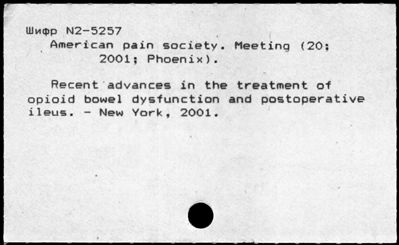 Шифр N2-5257
American pain society. Meeting (20;
2001; Phoenix).
Recent advances in the treatment of
opioid bowel dysfunction and postoperative
ileus. - New York, 2001.